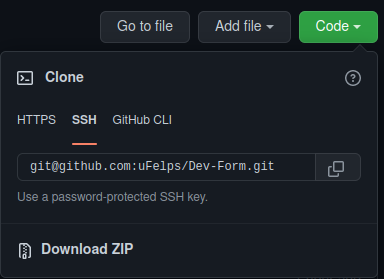 Go to file Add file Code
Clone
HTTPS SSH GitHub CLI
git@github.com:uFelps/Dev-Form.git
Use a password-protected SSH key.
Download ZIP